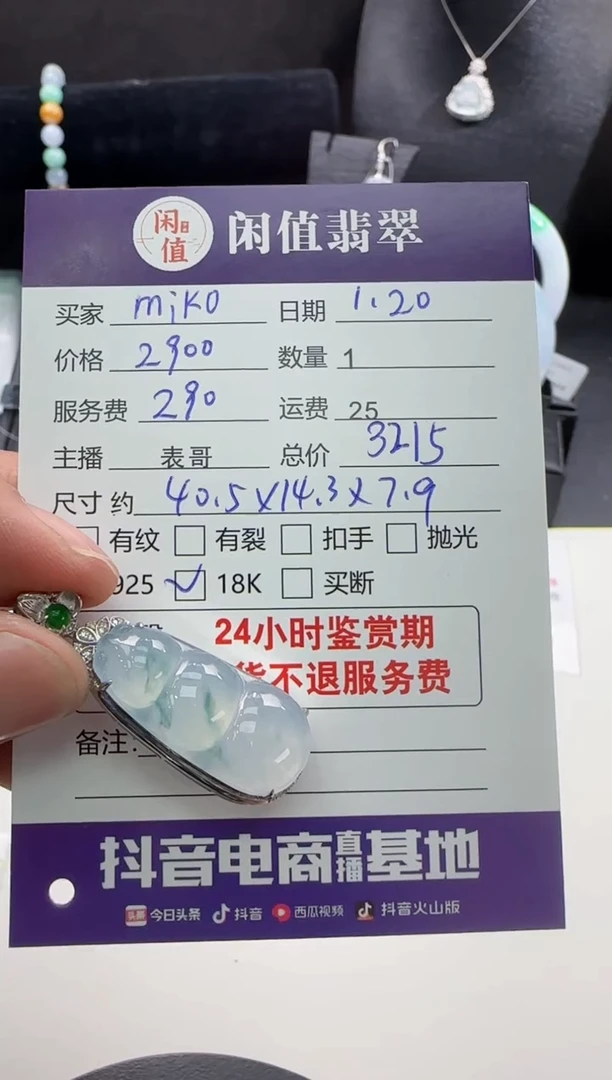 闲值 闲值翡翠
买家 miko 日期 1.20
价格 2900 数量 1
服务费 290 运费 25
主播 表哥 总价 3215
尺寸 约 40.5X14.3X7.9
有纹 有裂 扣手 抛光
925 ✓ 18K 买断
24小时鉴赏期
不退服务费
备注:
抖音电商直播基地
头条 今日头条 抖音 西瓜视频 抖音火山版